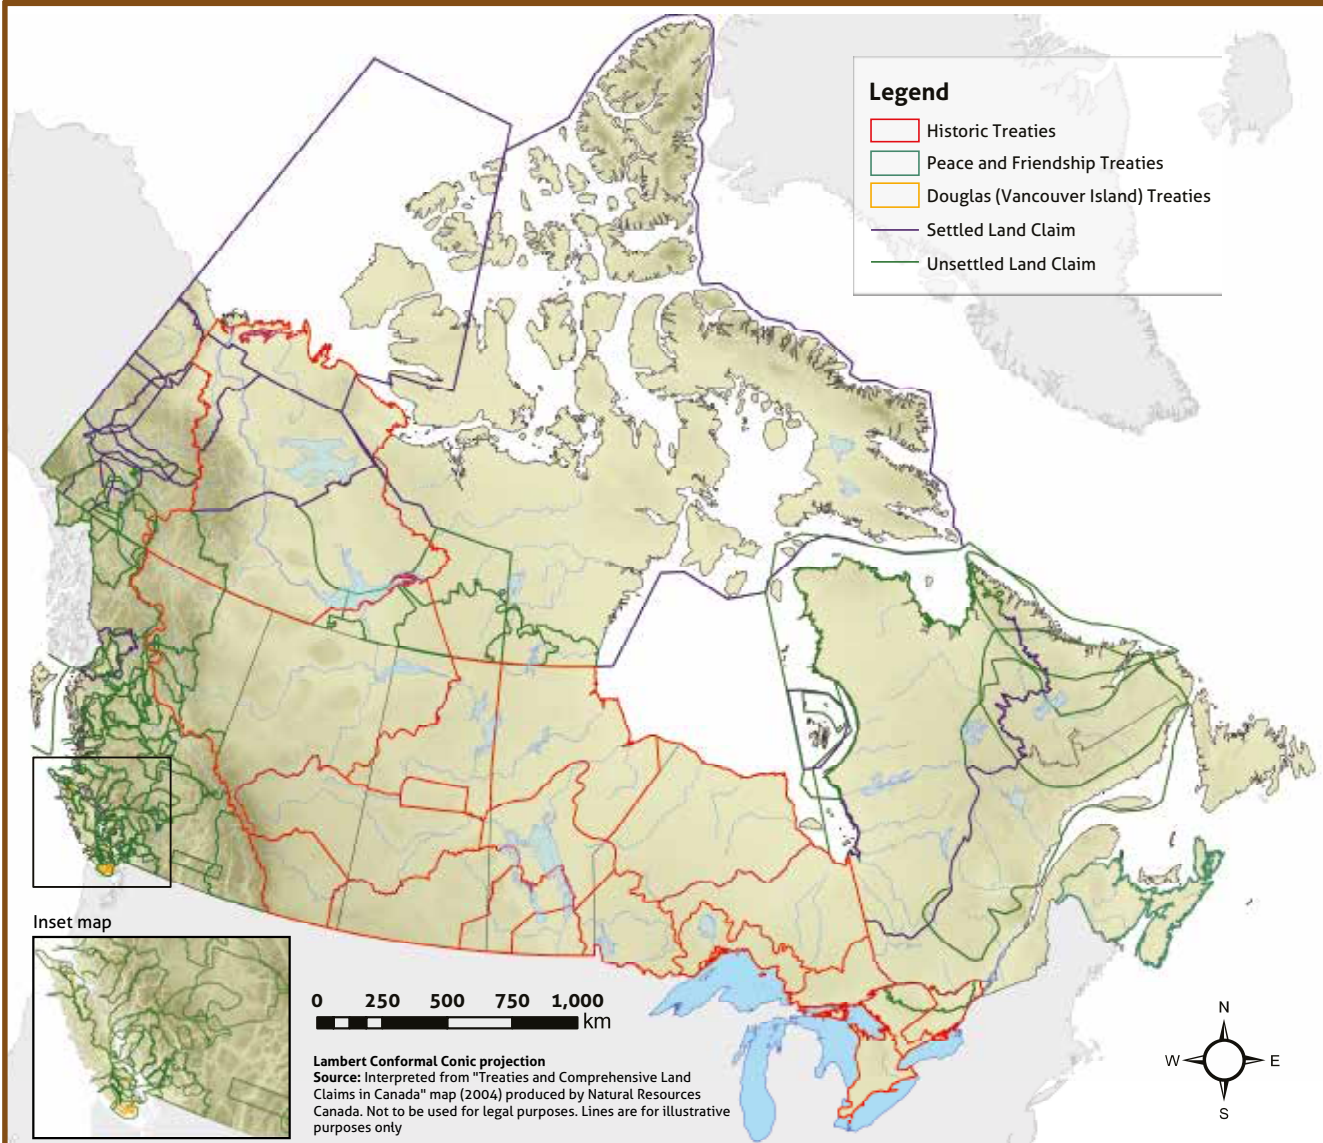 Legend
Historic Treaties
Peace and Friendship Treaties
Douglas (Vancouver Island) Treaties
Settled Land Claim
Unsettled Land Claim
Inset map
0 250 500 750 1,000
km
Lambert Conformal Conic projection
Source: Interpreted from "Treaties and Comprehensive Land
Claims in Canada" map (2004) produced by Natural Resources
Canada. Not to be used for legal purposes. Lines are for illustrative
purposes only
N
W E
S